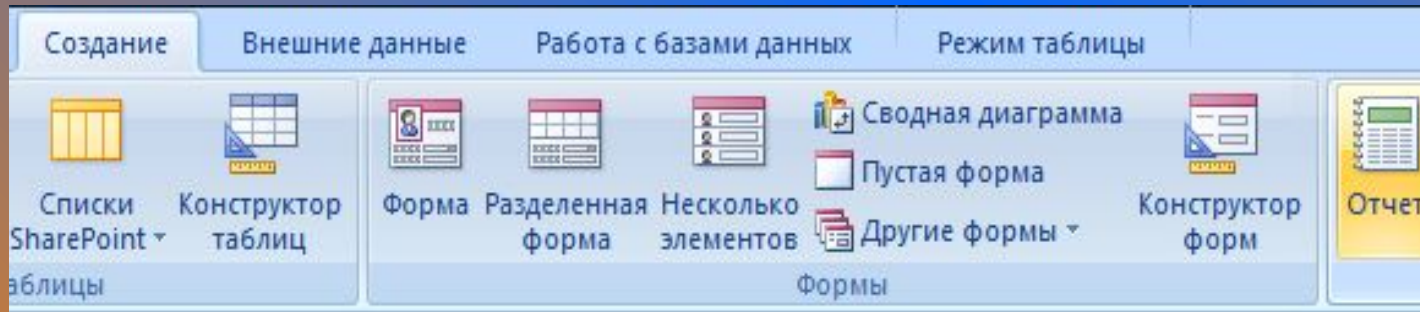 Создание Внешние данные Работа с базами данных Режим таблицы
Списки
SharePoint
Конструктор
таблиц
Форма
Разделенная
форма
Несколько
элементов
Сводная диаграмма
Пустая форма
Другие формы
Конструктор
форм
Отчет
аблицы
Формы